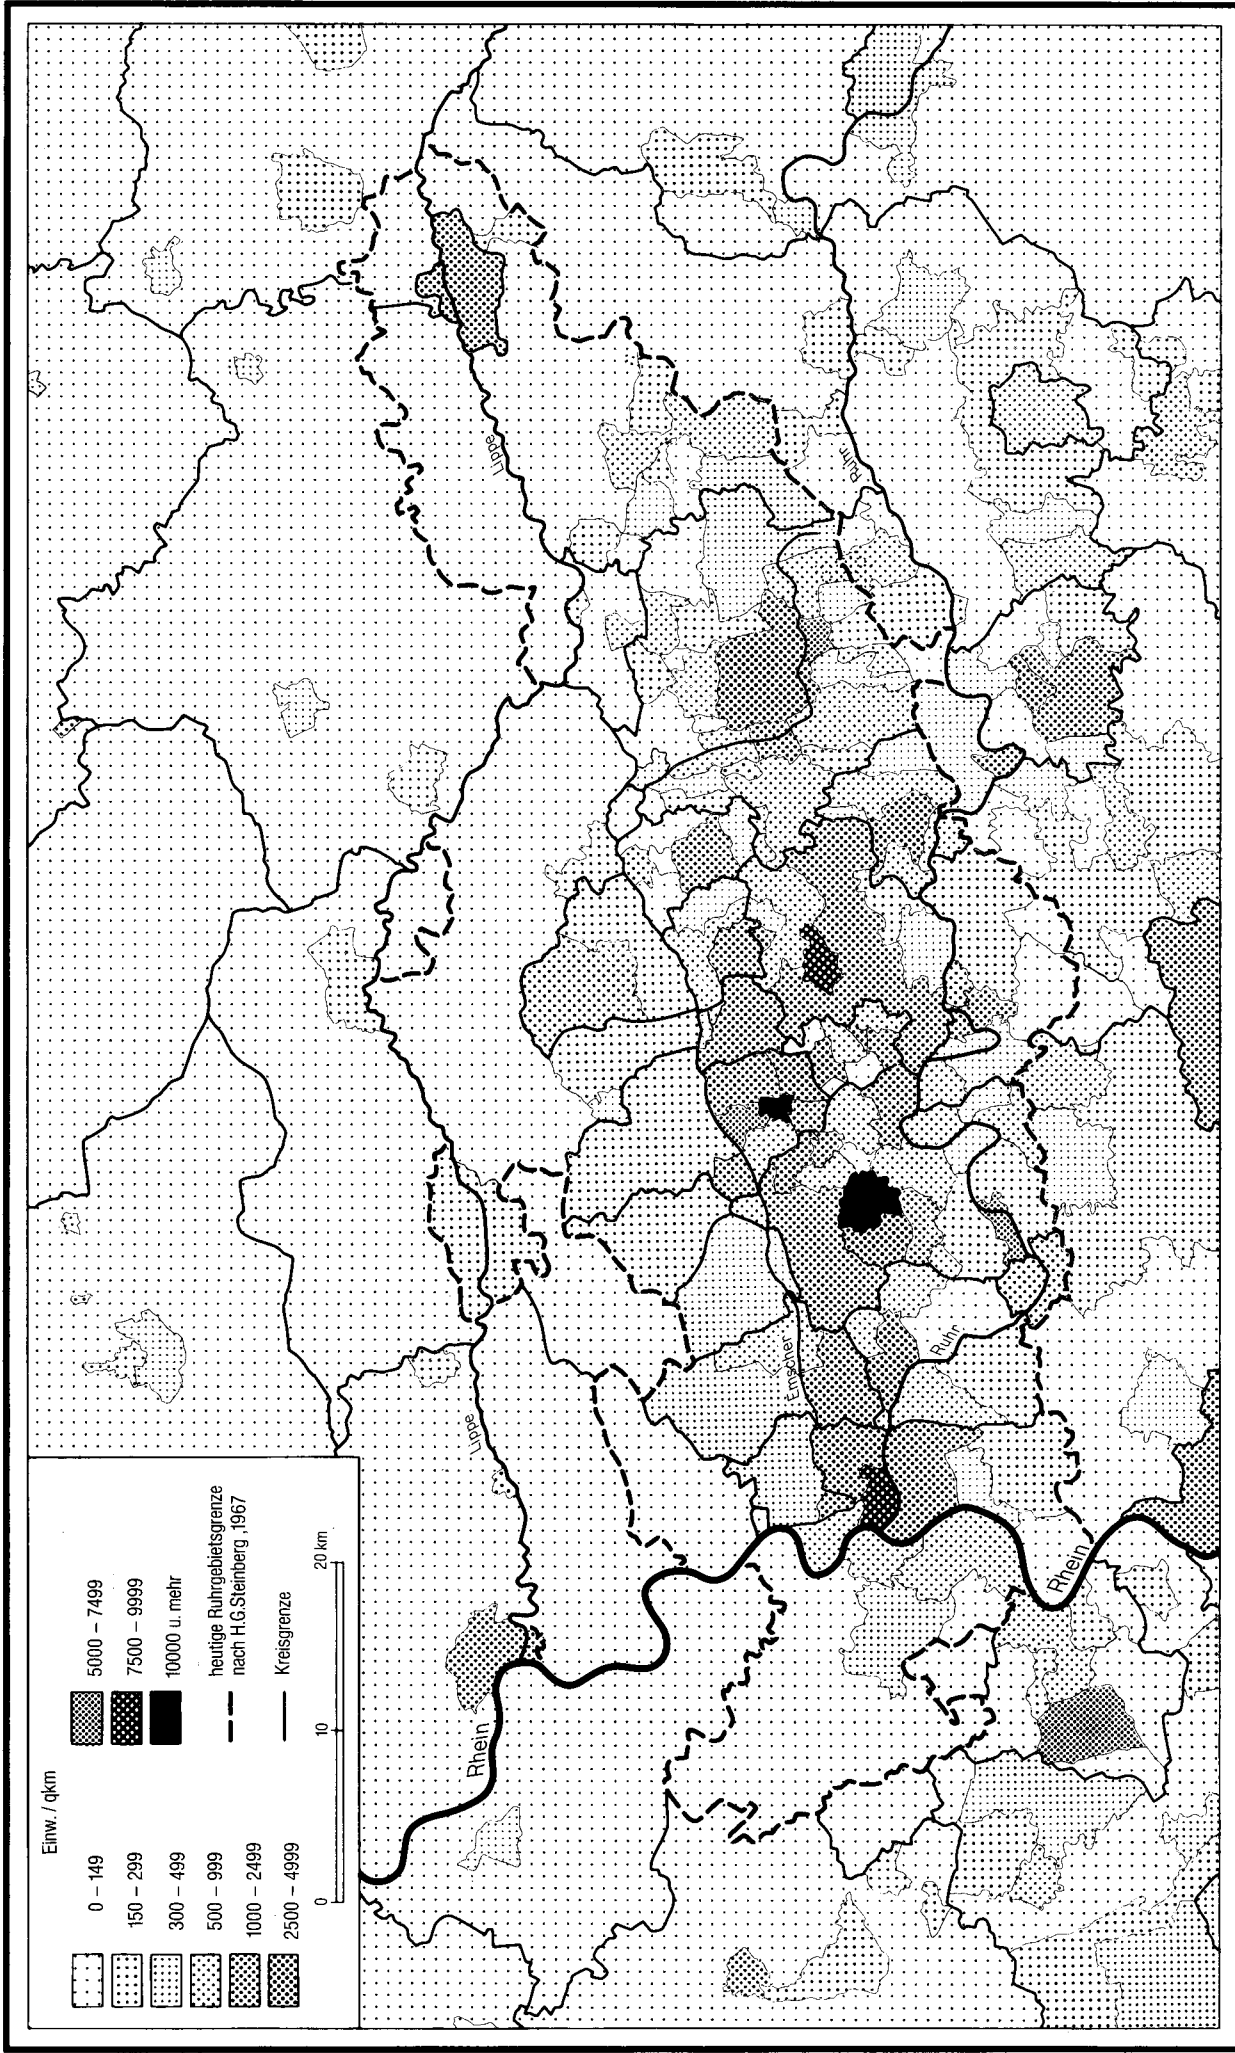 Einw. / qkm
0 – 149
150 – 299
300 – 499
500 – 999
1000 – 2499
2500 – 4999
5000 – 7499
7500 – 9999
10000 u. mehr
heutige Ruhrgebietsgrenze
nach H.G.Steinberg ,1967
Kreisgrenze
0 10 20 km
Rhein
Lippe
Lippe
Emscher
Ruhr
Ruhr
Rhein